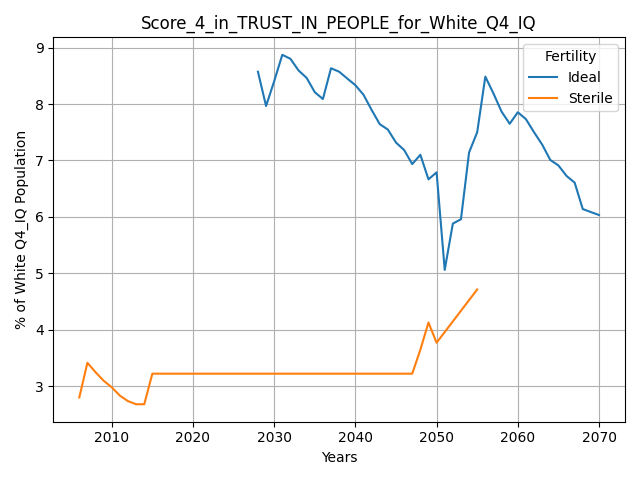 Score_4_in_TRUST_IN_PEOPLE_for_White_Q4_IQ
Fertility
Ideal
Sterile
% of White Q4_IQ Population
9
8
7
6
5
4
3
2010 2020 2030 2040 2050 2060 2070
Years